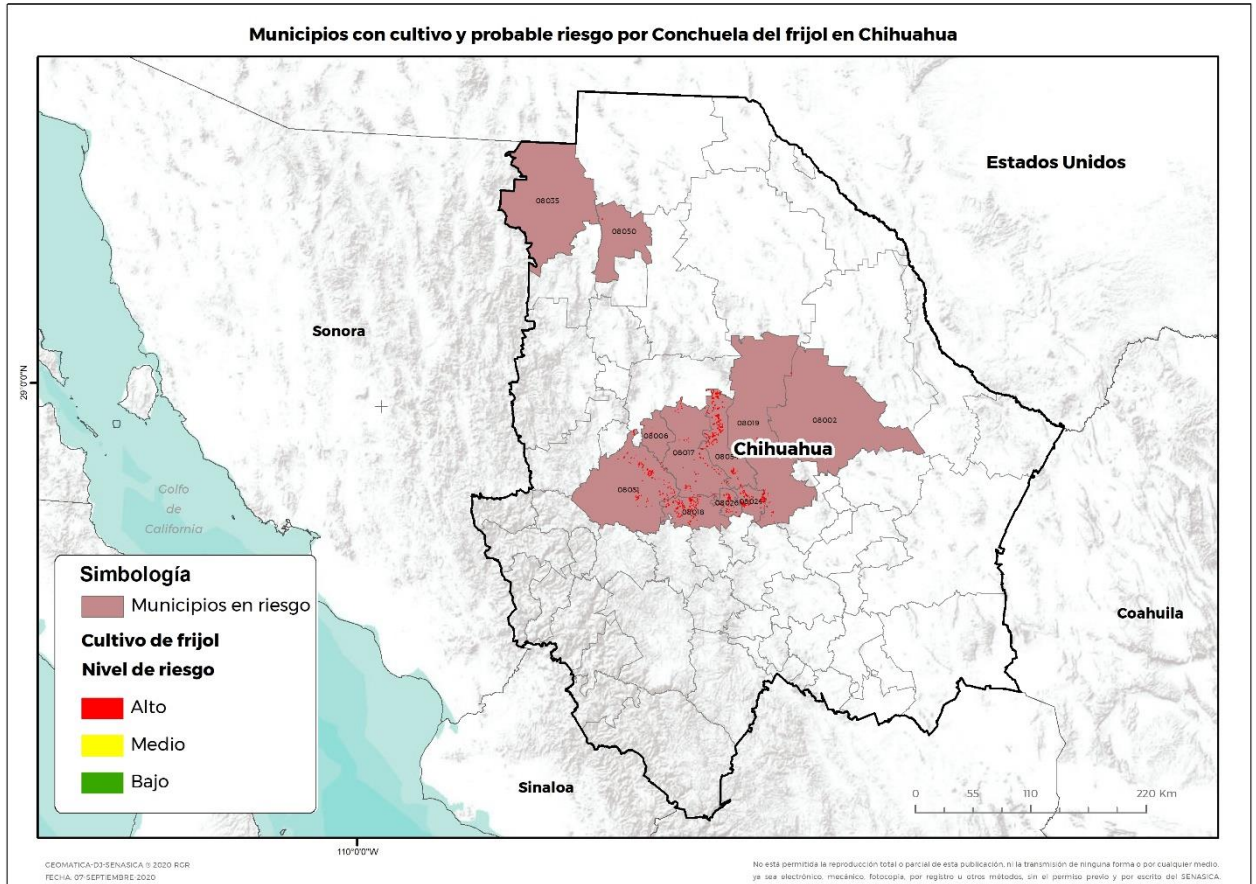 Municipios con cultivo y probable riesgo por Conchuela del frijol en Chihuahua
Estados Unidos
08035
08050
Sonora
29°0'0"N
08019
08002
08006
08017
Chihuahua
08051
08018
Golfo
de
California
Simbología
Municipios en riesgo
Cultivo de frijol
Nivel de riesgo
Alto
Medio
Bajo
Coahuila
Sinaloa
0 55 110 220 Km
110°0'0"W
GEOMATICA-DJ-SENASICA © 2020 RGR
FECHA: 07-SEPTIEMBRE-2020
No está permitida la reproducción total o parcial de esta publicación, ni la transmisión de ninguna forma o por cualquier medio,
ya sea electrónico, mecánico, fotocopia, por registro u otros métodos, sin el permiso previo y por escrito del SENASICA.